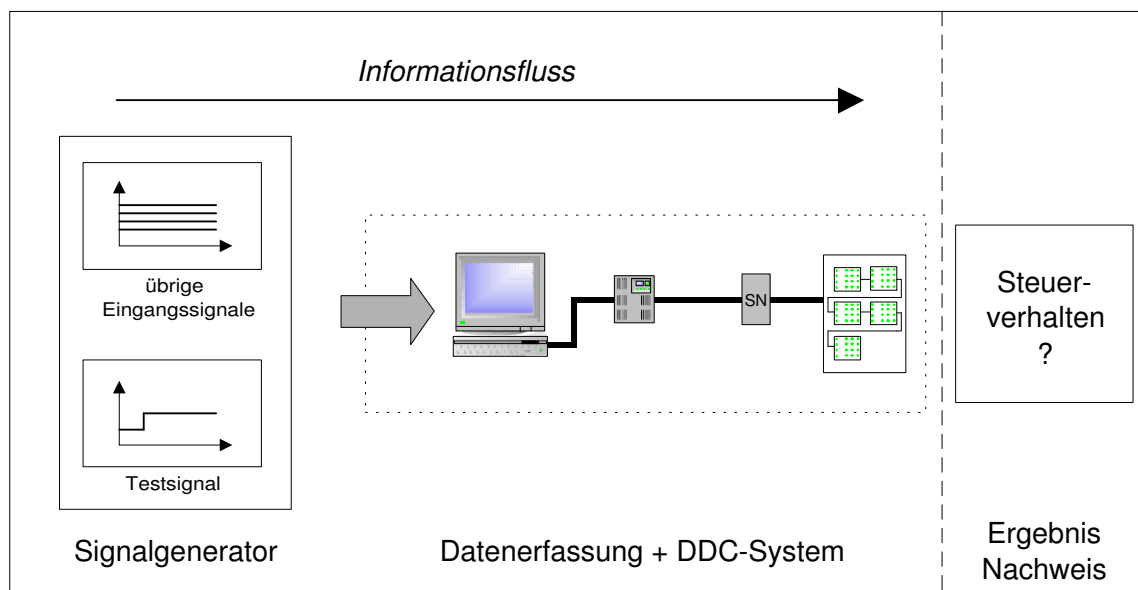 Informationsfluss
übrige
Eingangssignale
Testsignal
Signalgenerator
SN
Datenerfassung + DDC-System
Steuer-
verhalten
?
Ergebnis
Nachweis